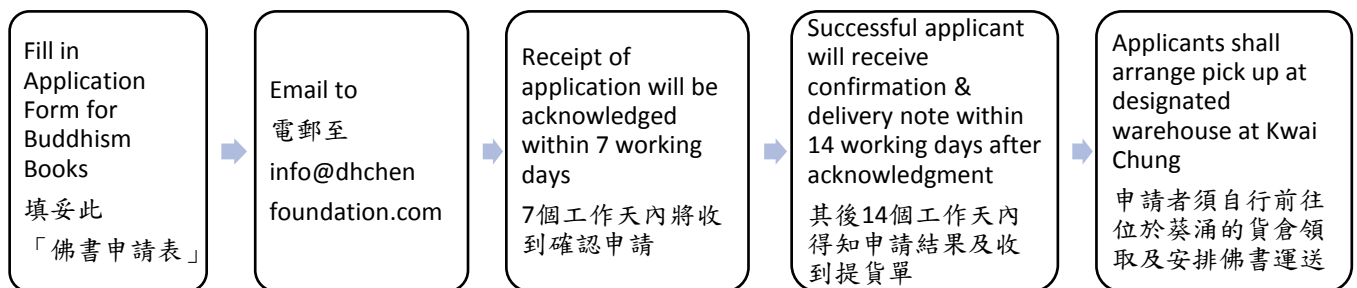 Fill in
Application
Form for
Buddhism
Books
填妥此
「佛書申請表」
Email to
電郵至
info@dhchen
foundation.com
Receipt of
application will be
acknowledged
within 7 working
days
7個工作天內將收
到確認申請
Successful applicant
will receive
confirmation &
delivery note within
14 working days after
acknowledgment
其後14個工作天內
得知申請結果及收
到提貨單
Applicants shall
arrange pick up at
designated
warehouse at Kwai
Chung
申請者須自行前往
位於葵涌的貨倉領
取及安排佛書運送